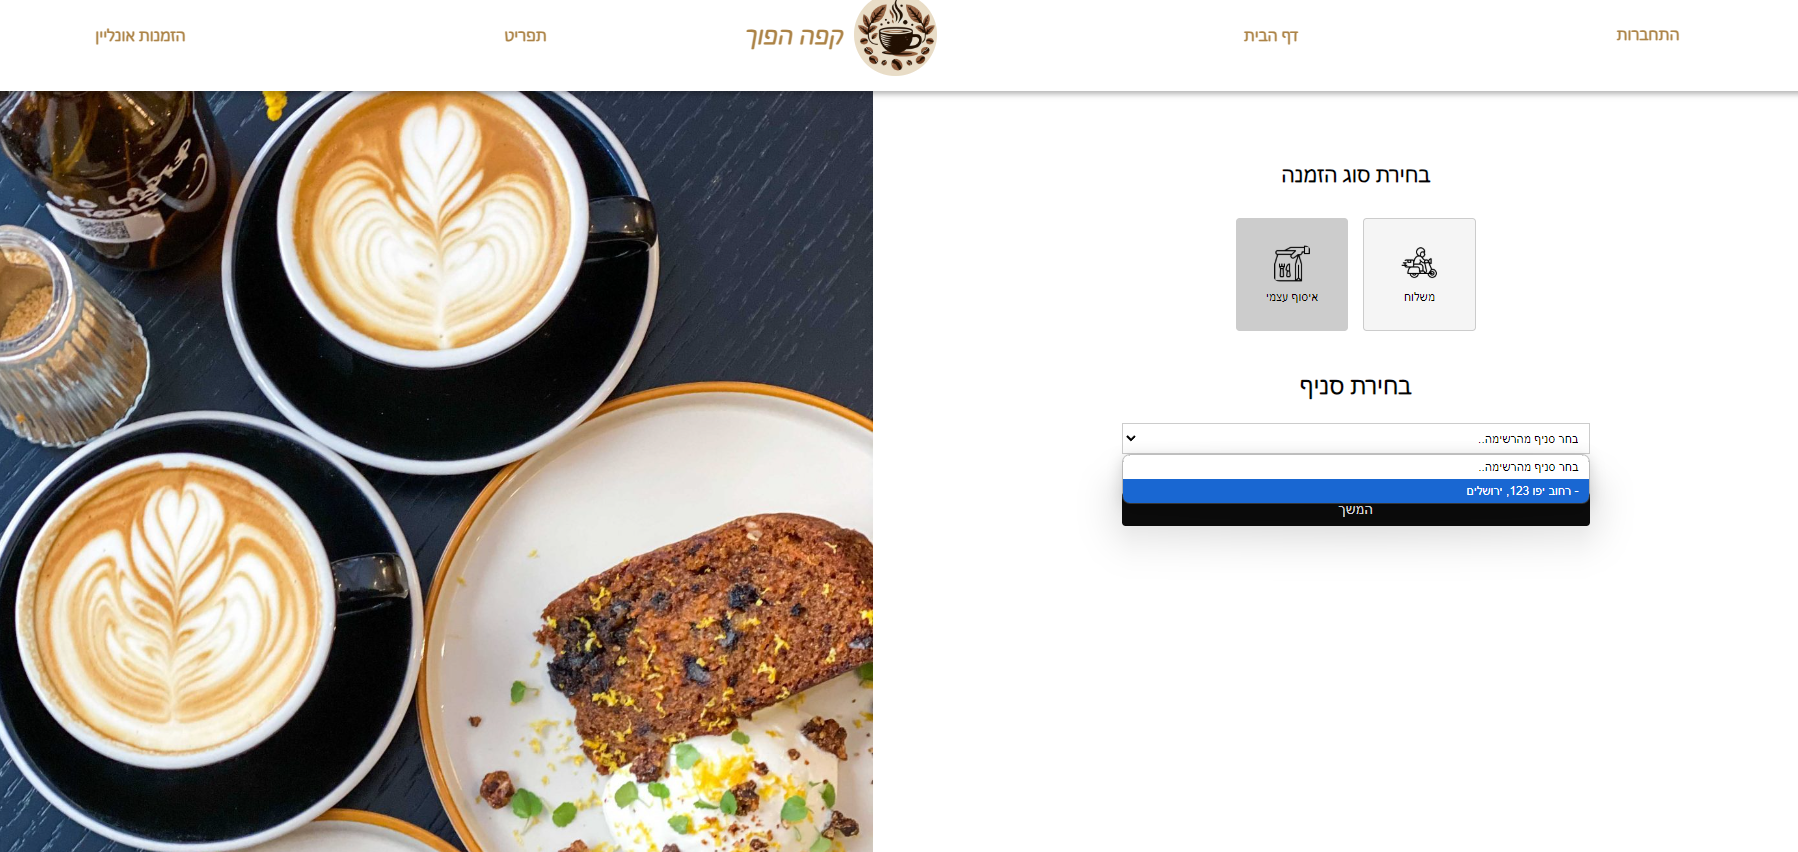 התחברות
דף הבית
קפה הפוך
תפריט
הזמנות אונליין
בחירת סוג הזמנה
משלוח
איסוף עצמי
בחירת סניף
בחר סניף מהרשימה..
בחר סניף מהרשימה..
- רחוב יפו 123, ירושלים
המשך